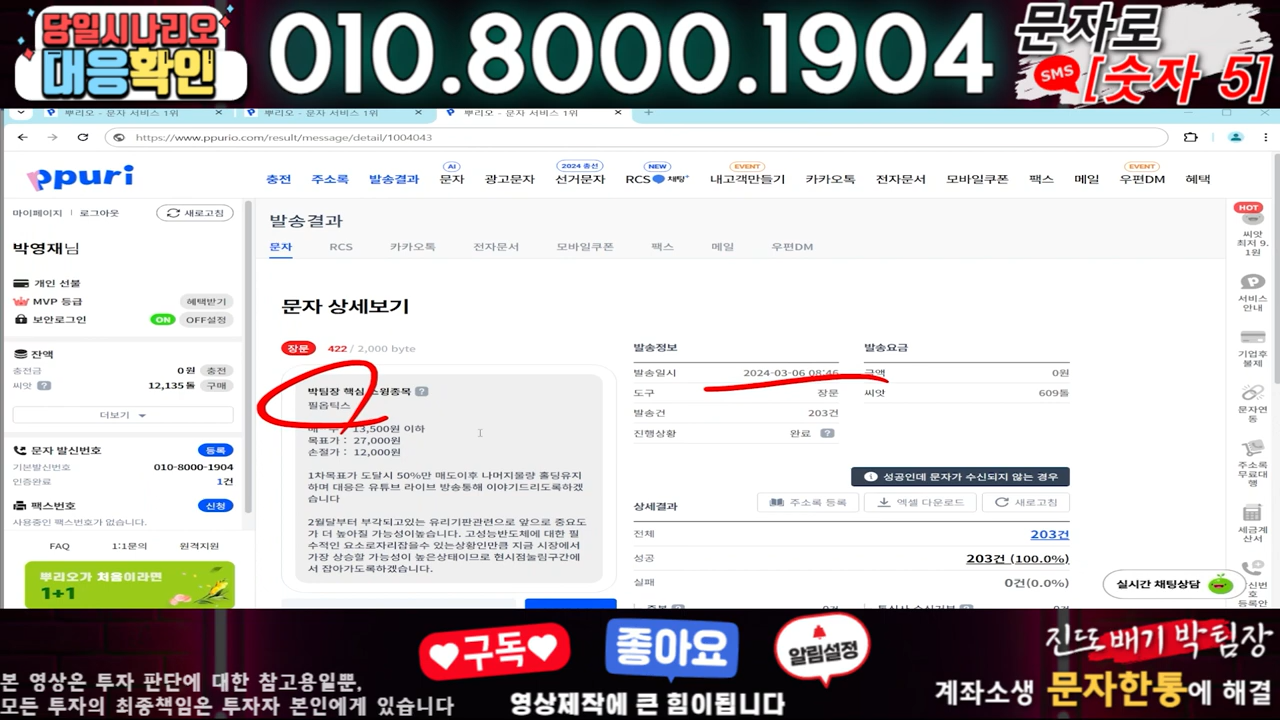 당일시나리오
대응확인
010.8000.1904
문자로
SMS [숫자 5]
뿌리오 - 문자 서비스 1위
뿌리오 - 문자 서비스 1위
뿌리오 - 문자 서비스 1위
https://www.ppurio.com/result/message/detail/1004043
ppuri
충전
주소록
발송결과
AI
문자
광고문자
2024 총선
선거문자
NEW
RCS 채팅+
EVENT
내고객만들기
카카오톡
전자문서
모바일쿠폰
팩스
메일
EVENT
우편DM
혜택
마이페이지 | 로그아웃
새로고침
박영재님
개인 선불
MVP 등급
혜택받기
보안로그인
ON OFF설정
잔액
충전금 0원 충전
씨앗 ? 12,135톨 구매
더보기
문자 발신번호 등록
기본발신번호 010-8000-1904
인증완료 1건
팩스번호 신청
사용중인 팩스번호가 없습니다.
FAQ 1:1문의 원격지원
뿌리오가 처음이라면
1+1
발송결과
문자 RCS 카카오톡 전자문서 모바일쿠폰 팩스 메일 우편DM
문자 상세보기
장문 422 / 2,000 byte
박팀장 핵심 스윙종목 ?
필옵틱스
13,500원 이하
목표가 : 27,000원
손절가 : 12,000원
1차목표가 도달시 50%만 매도이후 나머지물량 홀딩유지
하며 대응은 유튜브 라이브 방송통해 이야기드리도록하겠
습니다
2월달부터 부각되고있는 유리기판관련으로 앞으로 중요도
가 더 높아질 가능성이높습니다. 고성능반도체에 대한 필
수적인 요소로자리잡을수 있는상황인만큼 지금 시장에서
가장 상승할 가능성이 높은상태이므로 현시점눌림구간에
서 잡아가도록하겠습니다.
발송정보
발송일시 2024-03-06 08:46
도구 장문
발송건 203건
진행상황 완료 ?
발송요금
금액 0원
씨앗 609톨
성공인데 문자가 수신되지 않는 경우
상세결과
주소록 등록
엑셀 다운로드
새로고침
전체 203건
성공 203건 (100.0%)
실패 0건(0.0%)
HOT
씨앗
최저 9.
1원
서비스
안내
기업후
불제
문자연
동
주소록
무료대
행
세금계
산서
실시간 채팅상담
구독
좋아요
알림설정
진또배기 박팀장
본 영상은 투자 판단에 대한 참고용일뿐,
모든 투자의 최종책임은 투자자 본인에게 있습니다
영상제작에 큰 힘이됩니다
계좌소생 문자한통에 해결